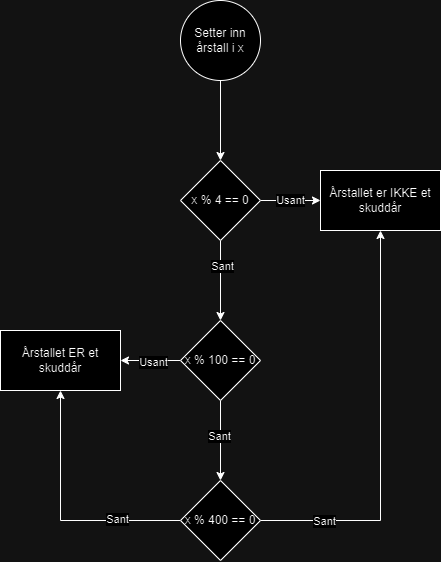 Setter inn
årstall i x
x % 4 == 0
Usant
Årstallet er IKKE et
skuddår
Sant
Årstallet ER et
skuddår
Usant
x % 100 == 0
Sant
Sant
x % 400 == 0
Sant